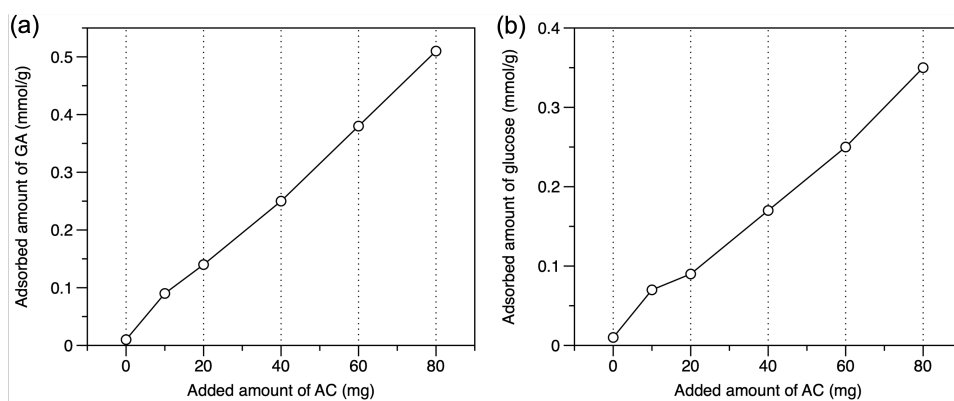 (a)
Adsorbed amount of GA (mmol/g)
0.5
0.4
0.3
0.2
0.1
0
0 20 40 60 80
Added amount of AC (mg)
(b)
Adsorbed amount of glucose (mmol/g)
0.4
0.3
0.2
0.1
0
0 20 40 60 80
Added amount of AC (mg)